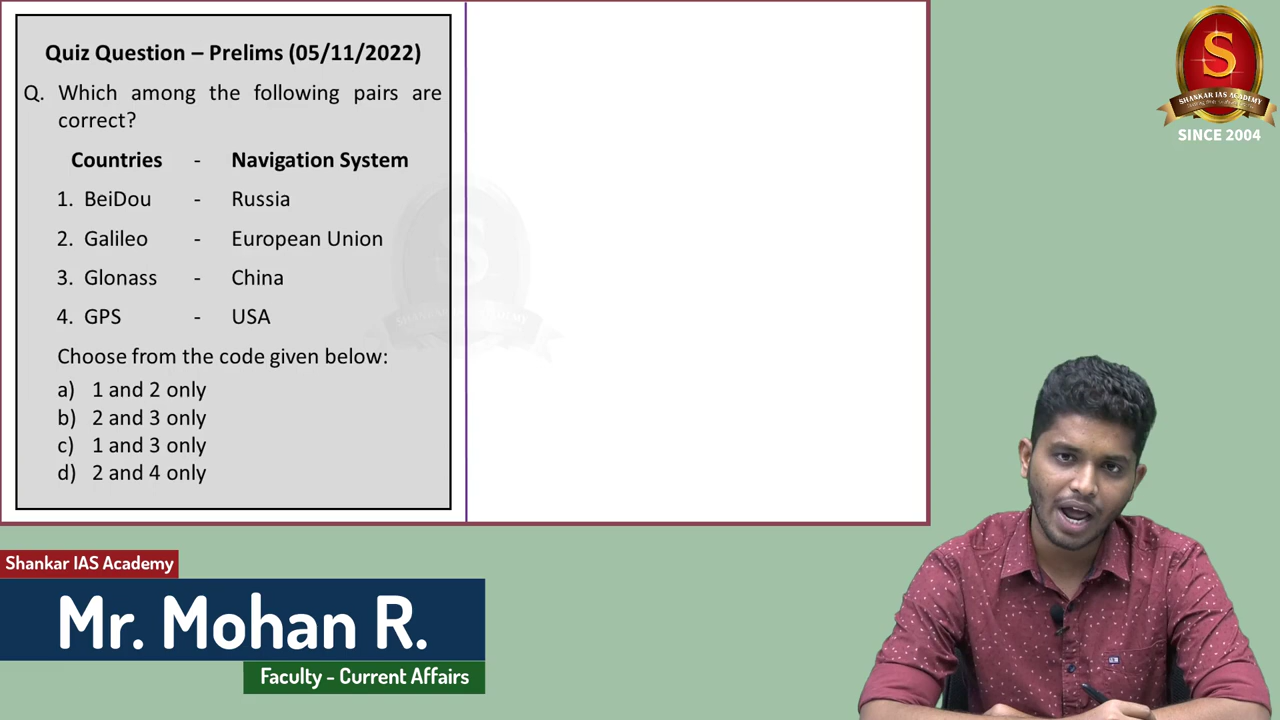 Quiz Question – Prelims (05/11/2022)
Q. Which among the following pairs are
correct?
Countries - Navigation System
1. BeiDou - Russia
2. Galileo - European Union
3. Glonass - China
4. GPS - USA
Choose from the code given below:
a) 1 and 2 only
b) 2 and 3 only
c) 1 and 3 only
d) 2 and 4 only
S
SHANKAR IAS ACADEMY
SINCE 2004
S
SHANKAR IAS ACADEMY
Shankar IAS Academy
Mr. Mohan R.
Faculty - Current Affairs